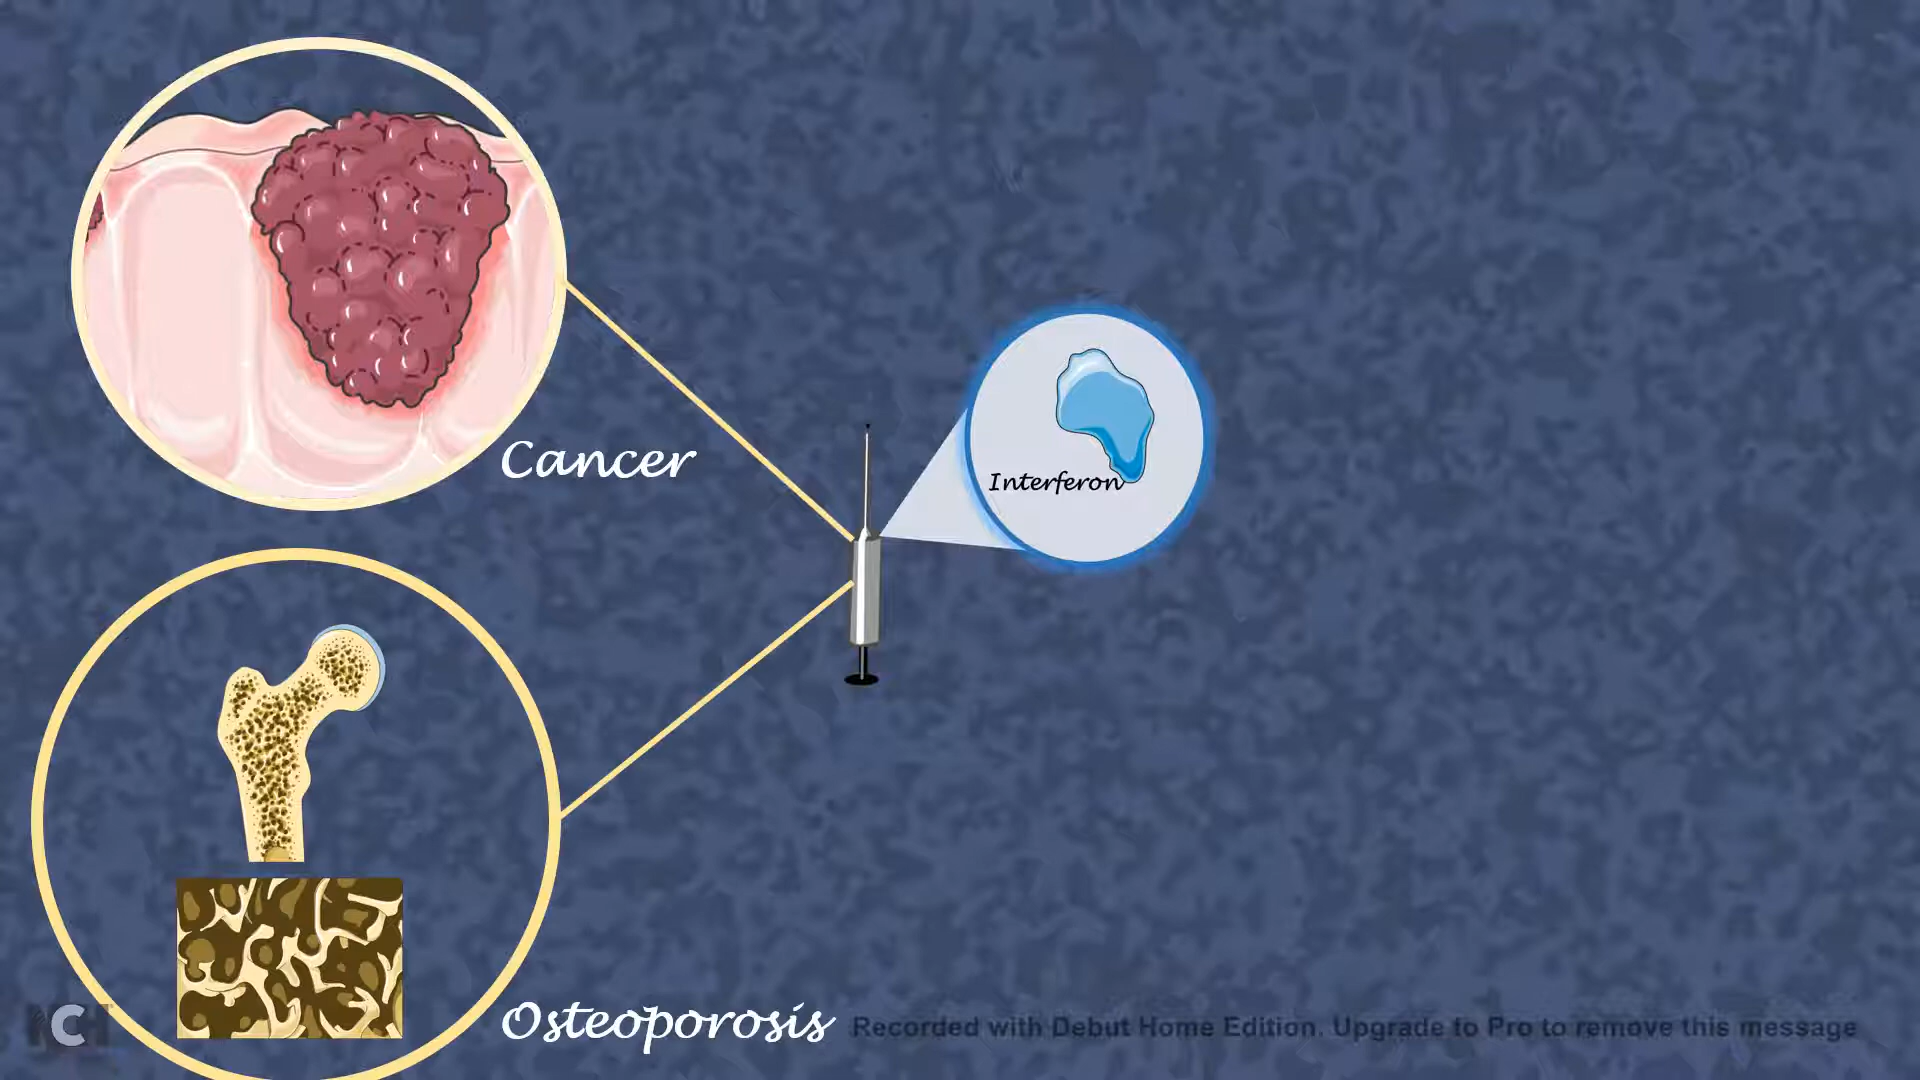 Cancer
Interferon
Osteoporosis
Recorded with Debut Home Edition. Upgrade to Pro to remove this message
C